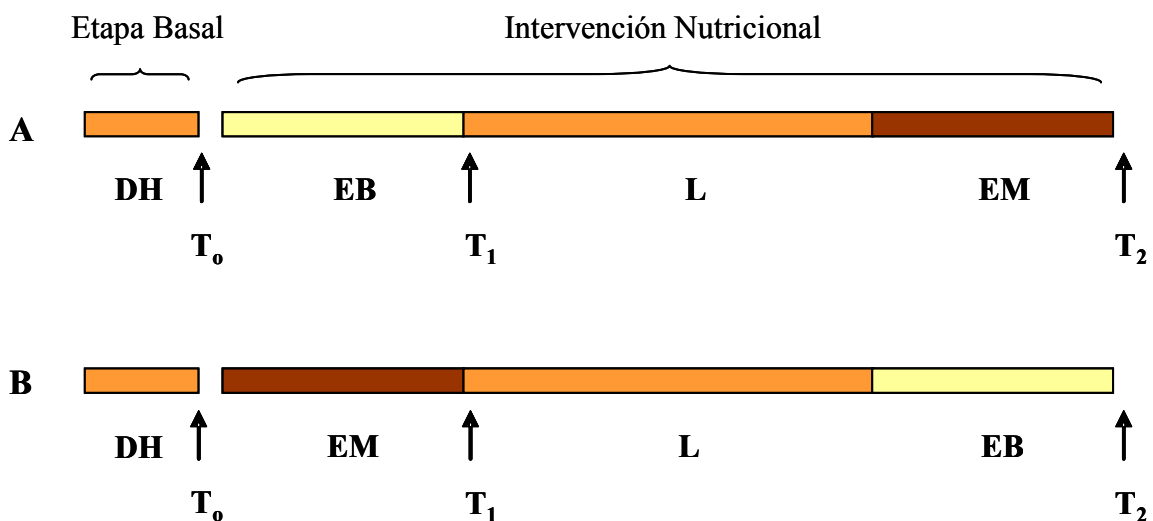 Etapa Basal Intervención Nutricional
A
DH EB L EM
To T1 T2
B
DH EM L EB
To T1 T2